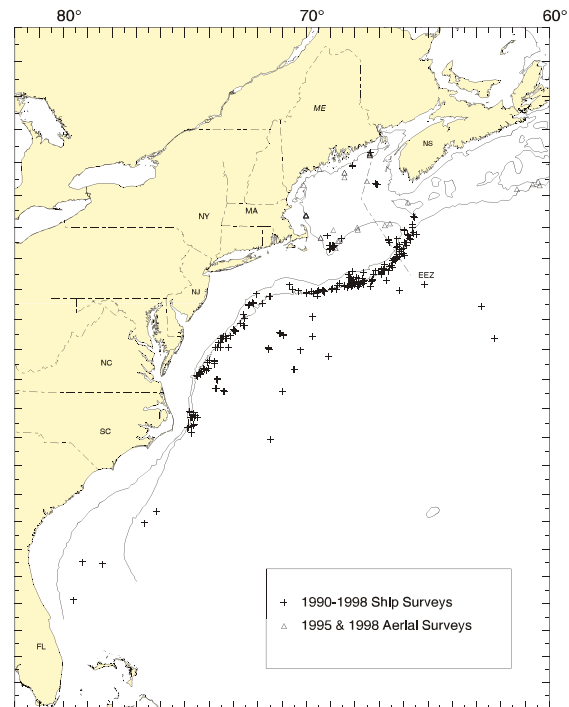 80° 70° 60°
ME
NS
NY
MA
EEZ
NJ
NC
SC
+ 1990-1998 Ship Surveys
△ 1995 & 1998 Aerial Surveys
FL